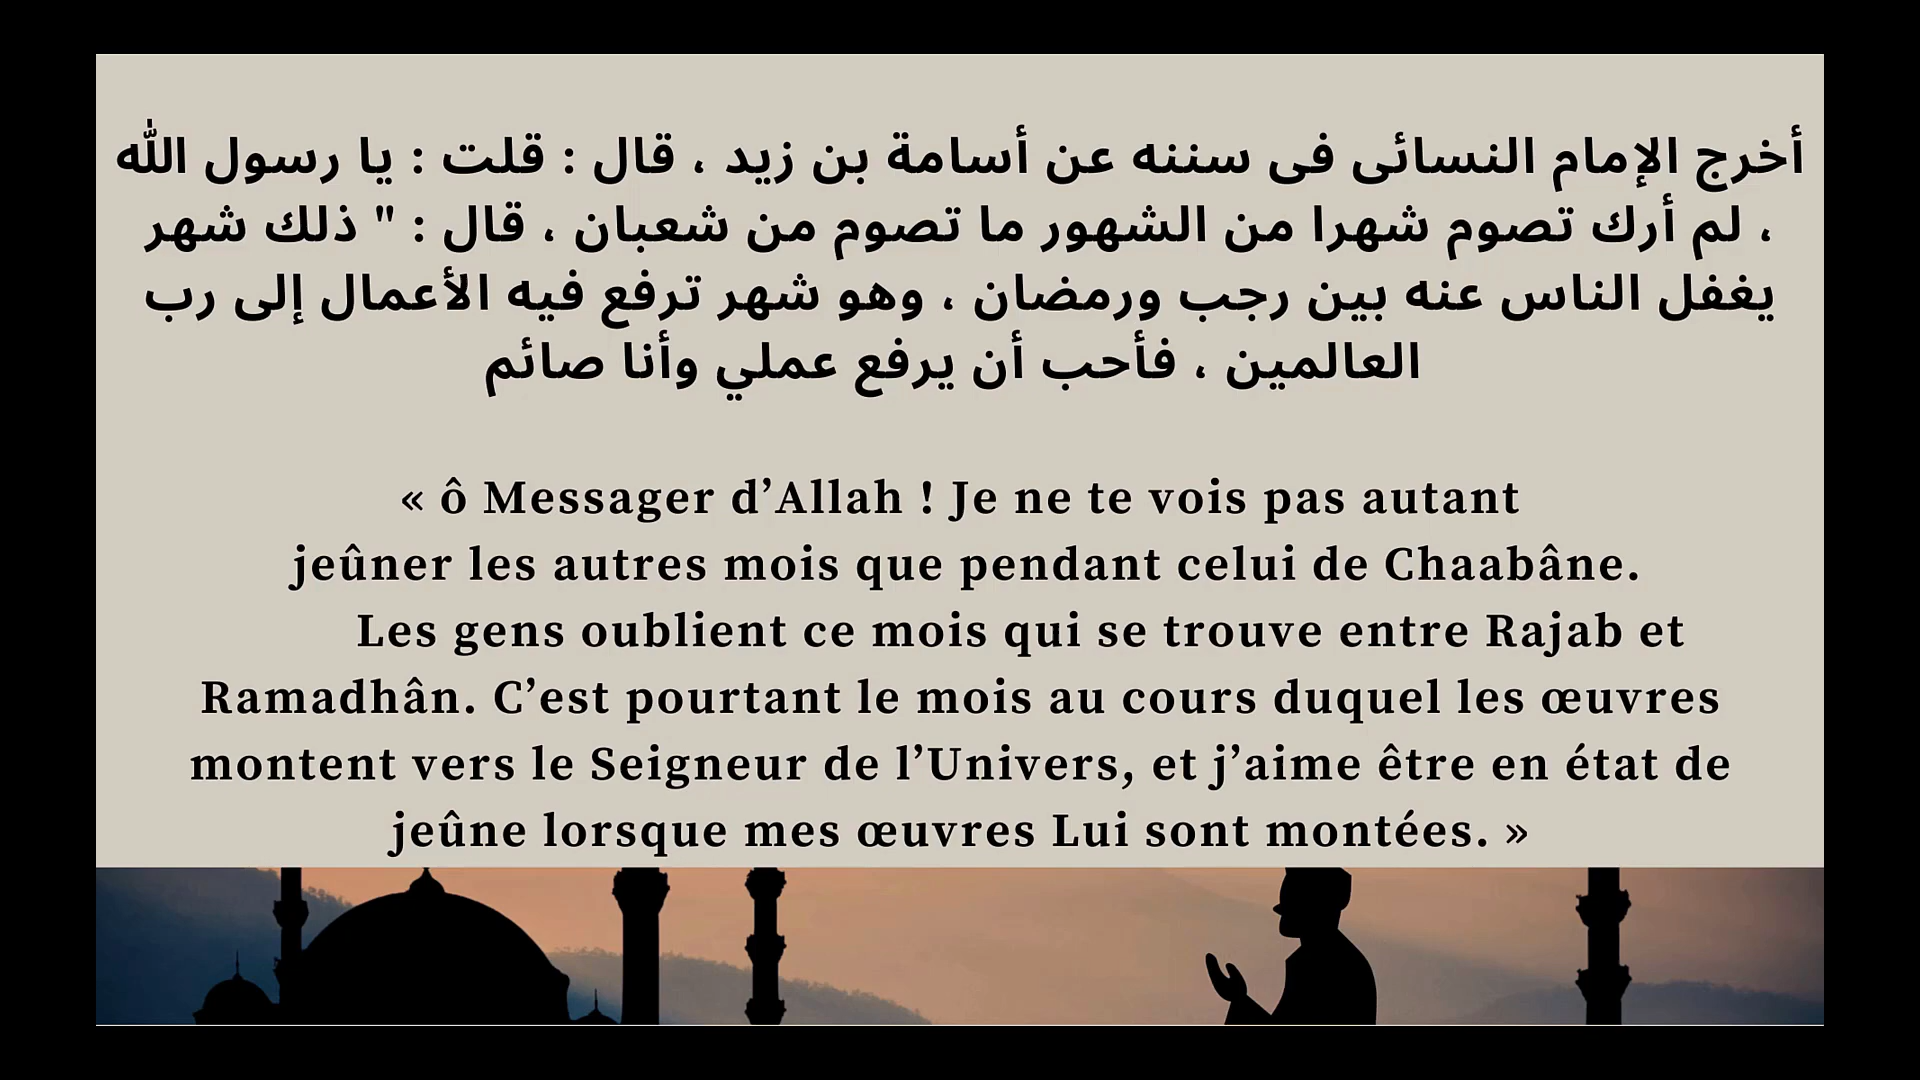 أخرج الإمام النسائى فى سننه عن أسامة بن زيد ، قال : قلت : يا رسول الله
، لم أرك تصوم شهرا من الشهور ما تصوم من شعبان ، قال : " ذلك شهر
يغفل الناس عنه بين رجب ورمضان ، وهو شهر ترفع فيه الأعمال إلى رب
العالمين ، فأحب أن يرفع عملي وأنا صائم
« ô Messager d’Allah ! Je ne te vois pas autant
jeûner les autres mois que pendant celui de Chaabâne.
Les gens oublient ce mois qui se trouve entre Rajab et
Ramadhân. C’est pourtant le mois au cours duquel les œuvres
montent vers le Seigneur de l’Univers, et j’aime être en état de
jeûne lorsque mes œuvres Lui sont montées. »